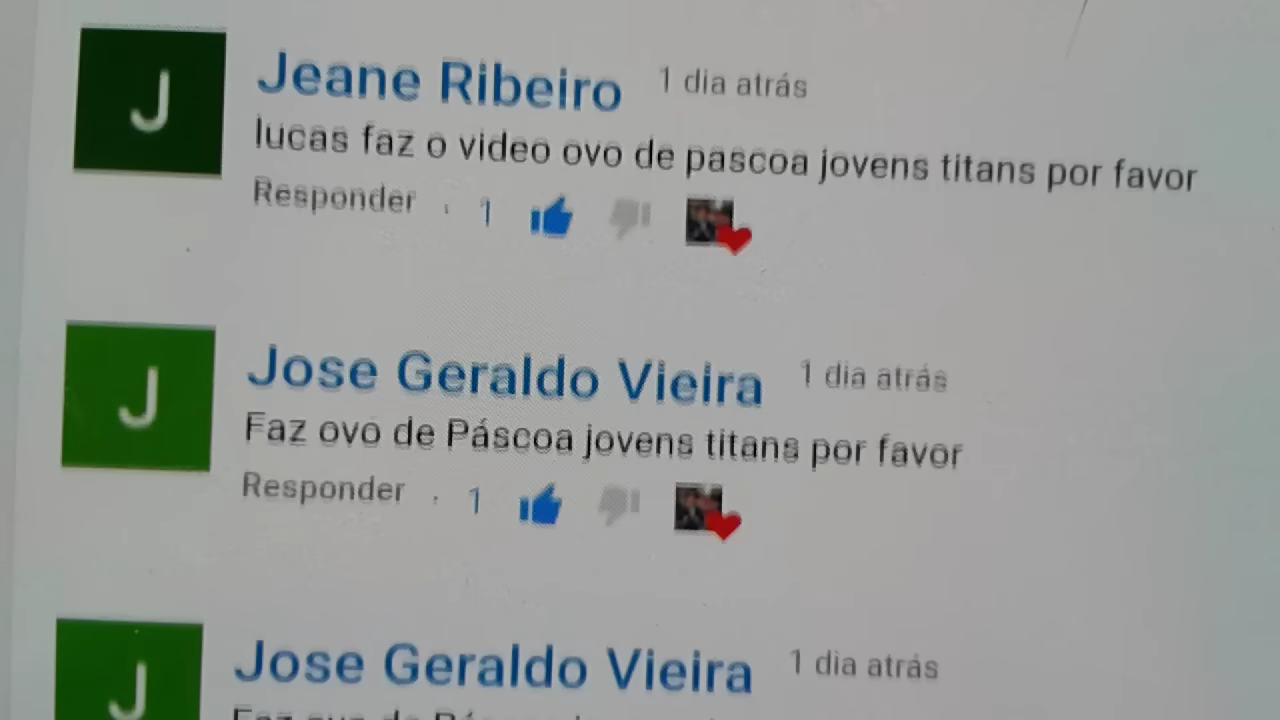 J
Jeane Ribeiro 1 dia atrás
lucas faz o video ovo de pascoa jovens titans por favor
Responder · 1
J
Jose Geraldo Vieira 1 dia atrás
Faz ovo de Páscoa jovens titans por favor
Responder · 1
J
Jose Geraldo Vieira 1 dia atrás